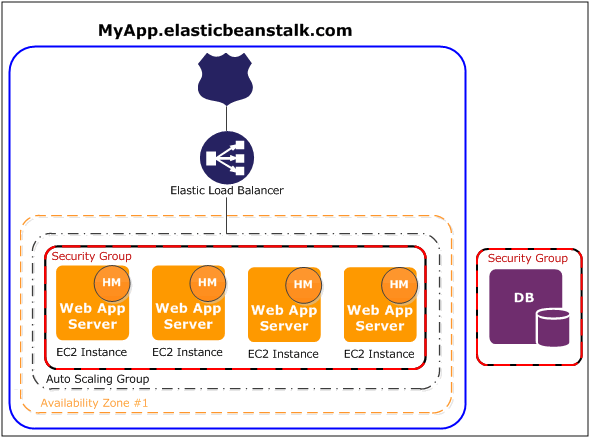 MyApp.elasticbeanstalk.com
Elastic Load Balancer
Security Group
HM
Web App
Server
EC2 Instance
HM
Web App
Server
EC2 Instance
HM
Web App
Server
EC2 Instance
HM
Web App
Server
EC2 Instance
Auto Scaling Group
Availability Zone #1
Security Group
DB